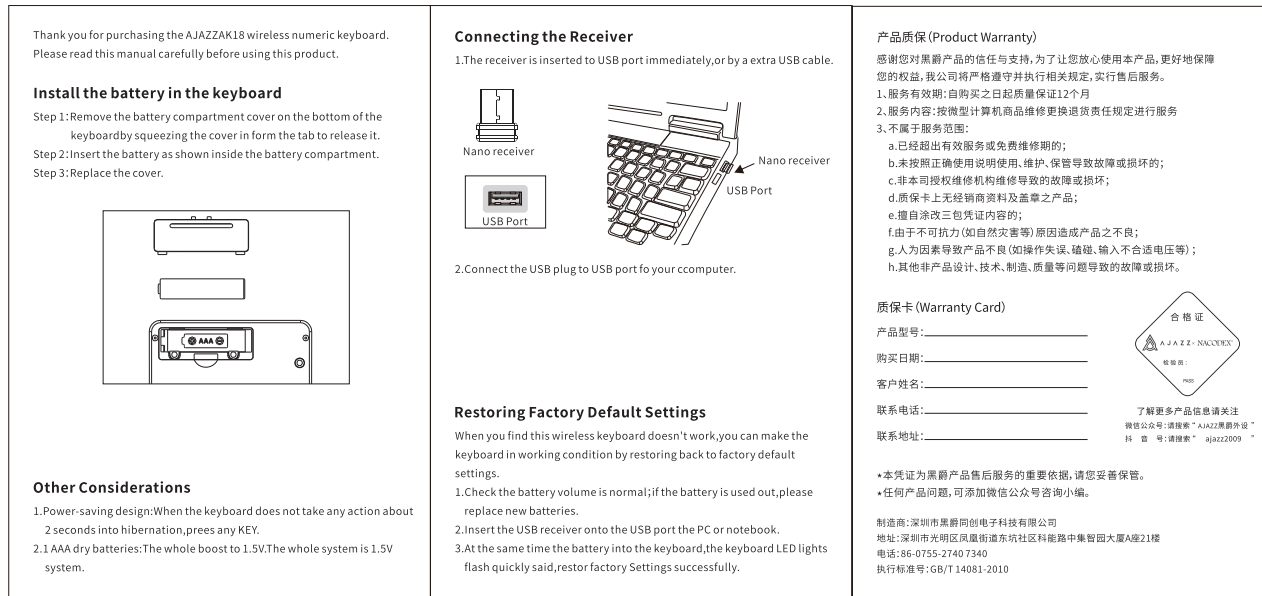 Thank you for purchasing the AJAZZAK18 wireless numeric keyboard.
Please read this manual carefully before using this product.
Install the battery in the keyboard
Step 1:Remove the battery compartment cover on the bottom of the
keyboardby squeezing the cover in form the tab to release it.
Step 2:Insert the battery as shown inside the battery compartment.
Step 3:Replace the cover.
AAA
Other Considerations
1.Power-saving design:When the keyboard does not take any action about
2 seconds into hibernation,prees any KEY.
2.1 AAA dry batteries:The whole boost to 1.5V.The whole system is 1.5V
system.
Connecting the Receiver
1.The receiver is inserted to USB port immediately,or by a extra USB cable.
Nano receiver
USB Port
Nano receiver
USB Port
2.Connect the USB plug to USB port fo your ccomputer.
Restoring Factory Default Settings
When you find this wireless keyboard doesn't work,you can make the
keyboard in working condition by restoring back to factory default
settings.
1.Check the battery volume is normal;if the battery is used out,please
replace new batteries.
2.Insert the USB receiver onto the USB port the PC or notebook.
3.At the same time the battery into the keyboard,the keyboard LED lights
flash quickly said,restor factory Settings successfully.
产品质保(Product Warranty)
感谢您对黑爵产品的信任与支持,为了让您放心使用本产品,更好地保障
您的权益,我公司将严格遵守并执行相关规定,实行售后服务。
1、服务有效期:自购买之日起质量保证12个月
2、服务内容:按微型计算机商品维修更换退货责任规定进行服务
3、不属于服务范围:
a.已经超出有效服务或免费维修期的;
b.未按照正确使用说明使用、维护、保管导致故障或损坏的;
c.非本司授权维修机构维修导致的故障或损坏;
d.质保卡上无经销商资料及盖章之产品;
e.擅自涂改三包凭证内容的;
f.由于不可抗力(如自然灾害等)原因造成产品之不良;
g.人为因素导致产品不良(如操作失误、磕碰、输入不合适电压等);
h.其他非产品设计、技术、制造、质量等问题导致的故障或损坏。
质保卡(Warranty Card)
产品型号:
购买日期:
客户姓名:
联系电话:
联系地址:
合格证
AJAZZ× NACODEX
检验员:
PASS
了解更多产品信息请关注
微信公众号:请搜索“AJAZZ黑爵外设”
抖 音 号:请搜索“ ajazz2009 ”
*本凭证为黑爵产品售后服务的重要依据,请您妥善保管。
*任何产品问题,可添加微信公众号咨询小编。
制造商:深圳市黑爵同创电子科技有限公司
地址:深圳市光明区凤凰街道东坑社区科能路中集智园大厦A座21楼
电话:86-0755-2740 7340
执行标准号:GB/T 14081-2010